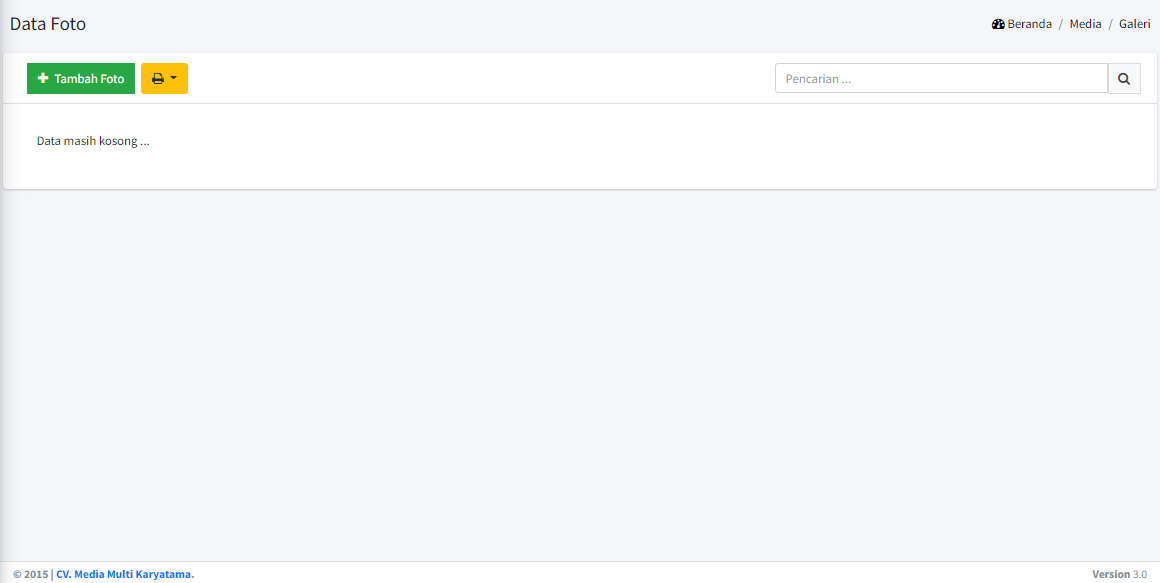 Data Foto
Beranda / Media / Galeri
Tambah Foto
Pencarian ...
Data masih kosong ...
© 2015 | CV. Media Multi Karyatama.
Version 3.0